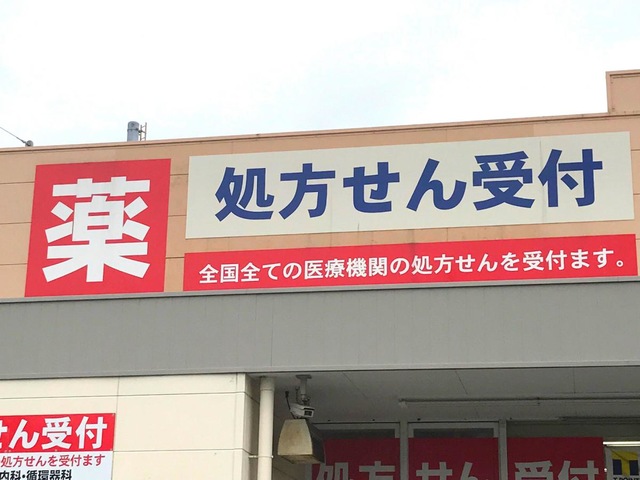 薬
処方せん受付
全国全ての医療機関の処方せんを受付ます。
せん受付
処方せんを受付ます
内科・循環器科
処方せん受付